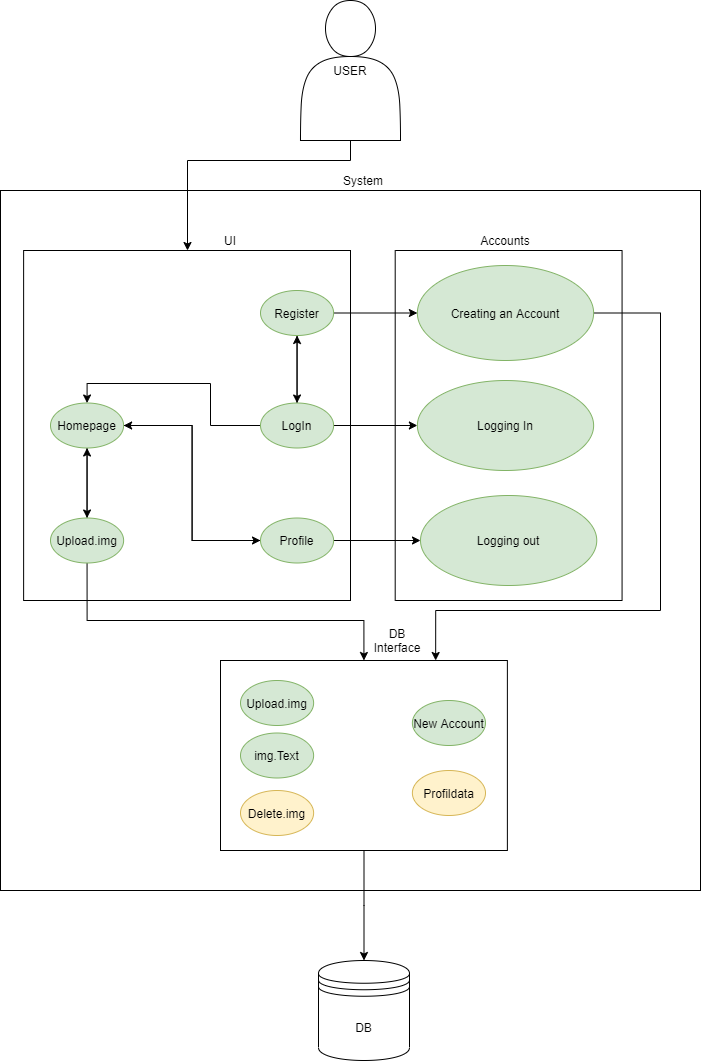 USER
System
UI
Accounts
Register
Creating an Account
Homepage
LogIn
Logging In
Upload.img
Profile
Logging out
DB
Interface
Upload.img
New Account
img.Text
Profildata
Delete.img
DB